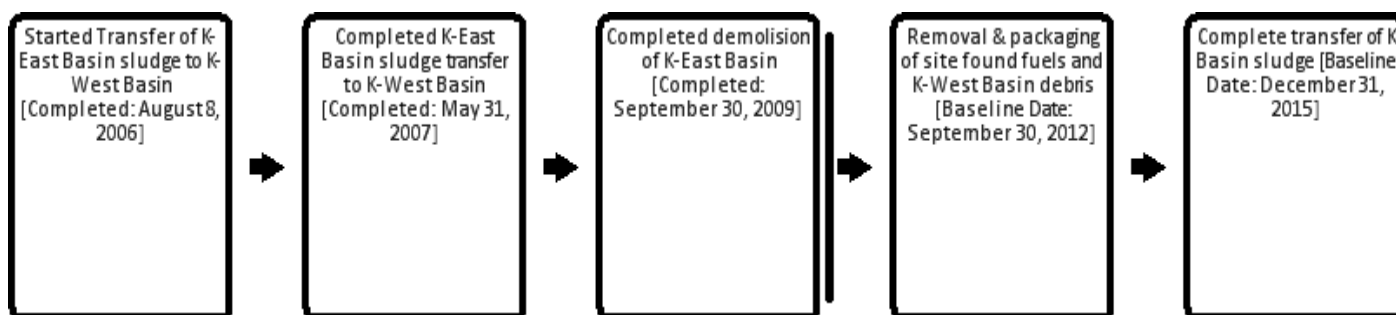 Started Transfer of K-
East Basin sludge to K-
West Basin
[Completed: August 8,
2006]
Completed K-East
Basin sludge transfer
to K-West Basin
[Completed: May 31,
2007]
Completed demolision
of K-East Basin
[Completed:
September 30, 2009]
Removal & packaging
of site found fuels and
K-West Basin debris
[Baseline Date:
September 30, 2012]
Complete transfer of K
Basin sludge [Baseline
Date: December 31,
2015]